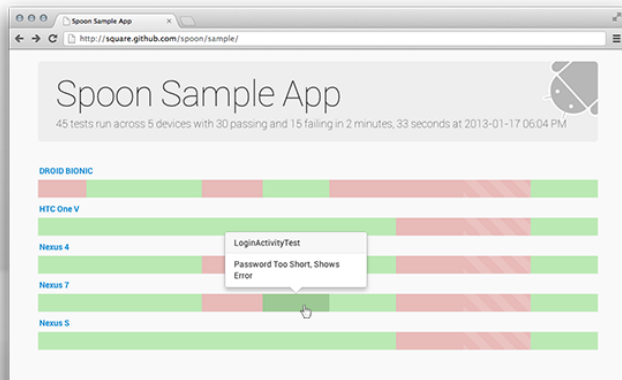 Spoon Sample App
http://square.github.com/spoon/sample/
Spoon Sample App
45 tests run across 5 devices with 30 passing and 15 failing in 2 minutes, 33 seconds at 2013-01-17 06:04 PM
DROID BIONIC
HTC One V
Nexus 4
LoginActivityTest
Password Too Short, Shows
Error
Nexus 7
Nexus S